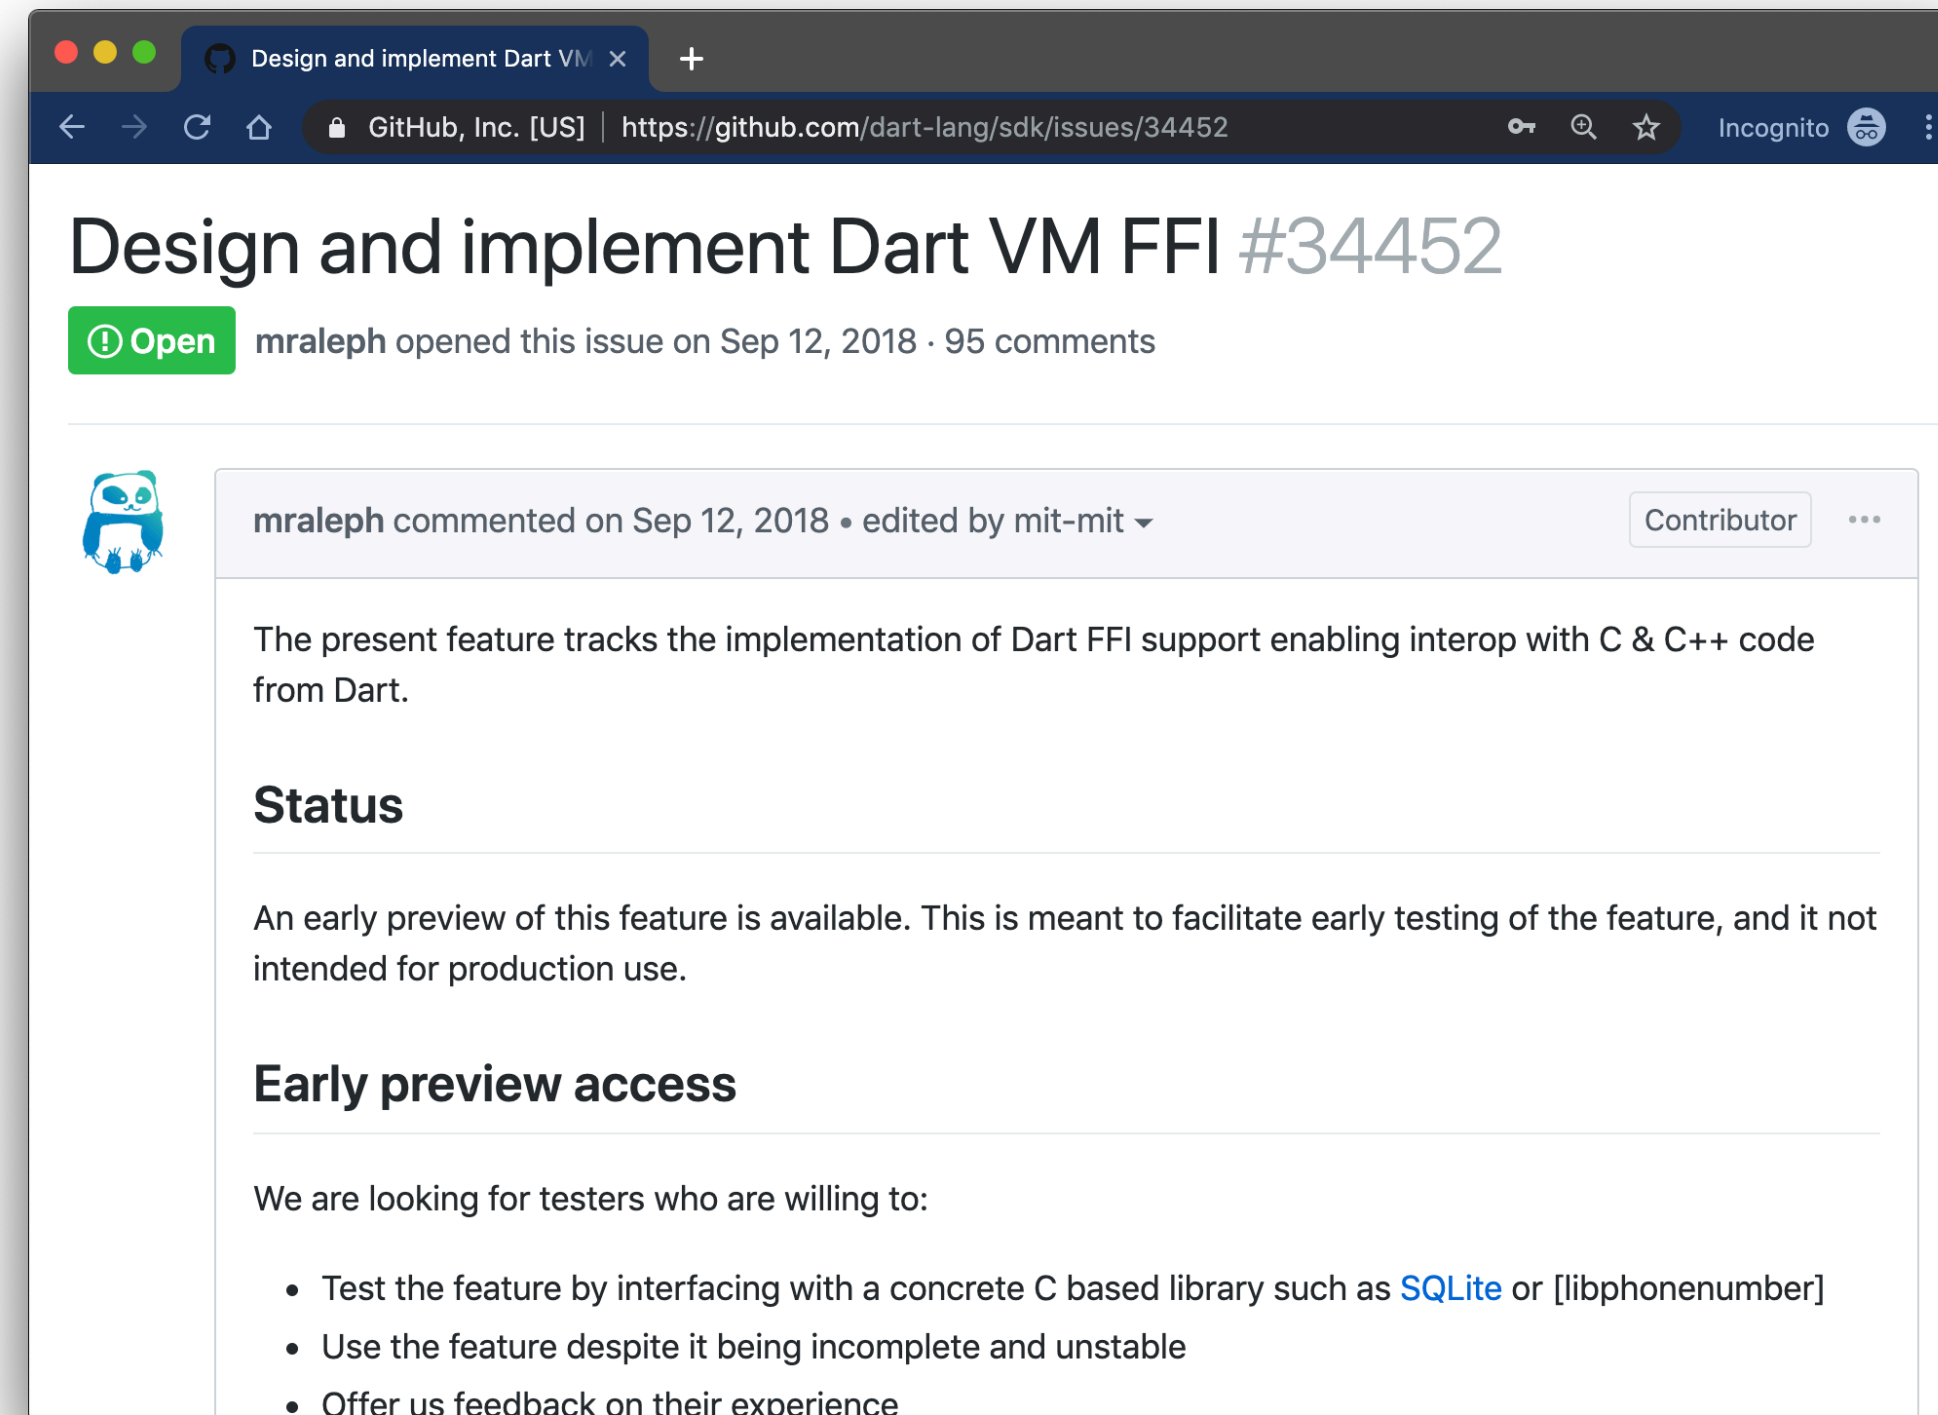 Design and implement Dart VM
GitHub, Inc. [US] | https://github.com/dart-lang/sdk/issues/34452
Incognito
Design and implement Dart VM FFI #34452
Open
mraleph opened this issue on Sep 12, 2018 · 95 comments
mraleph commented on Sep 12, 2018 • edited by mit-mit
Contributor
The present feature tracks the implementation of Dart FFI support enabling interop with C & C++ code
from Dart.
Status
An early preview of this feature is available. This is meant to facilitate early testing of the feature, and it not
intended for production use.
Early preview access
We are looking for testers who are willing to:
• Test the feature by interfacing with a concrete C based library such as SQLite or [libphonenumber]
• Use the feature despite it being incomplete and unstable
• Offer us feedback on their experience